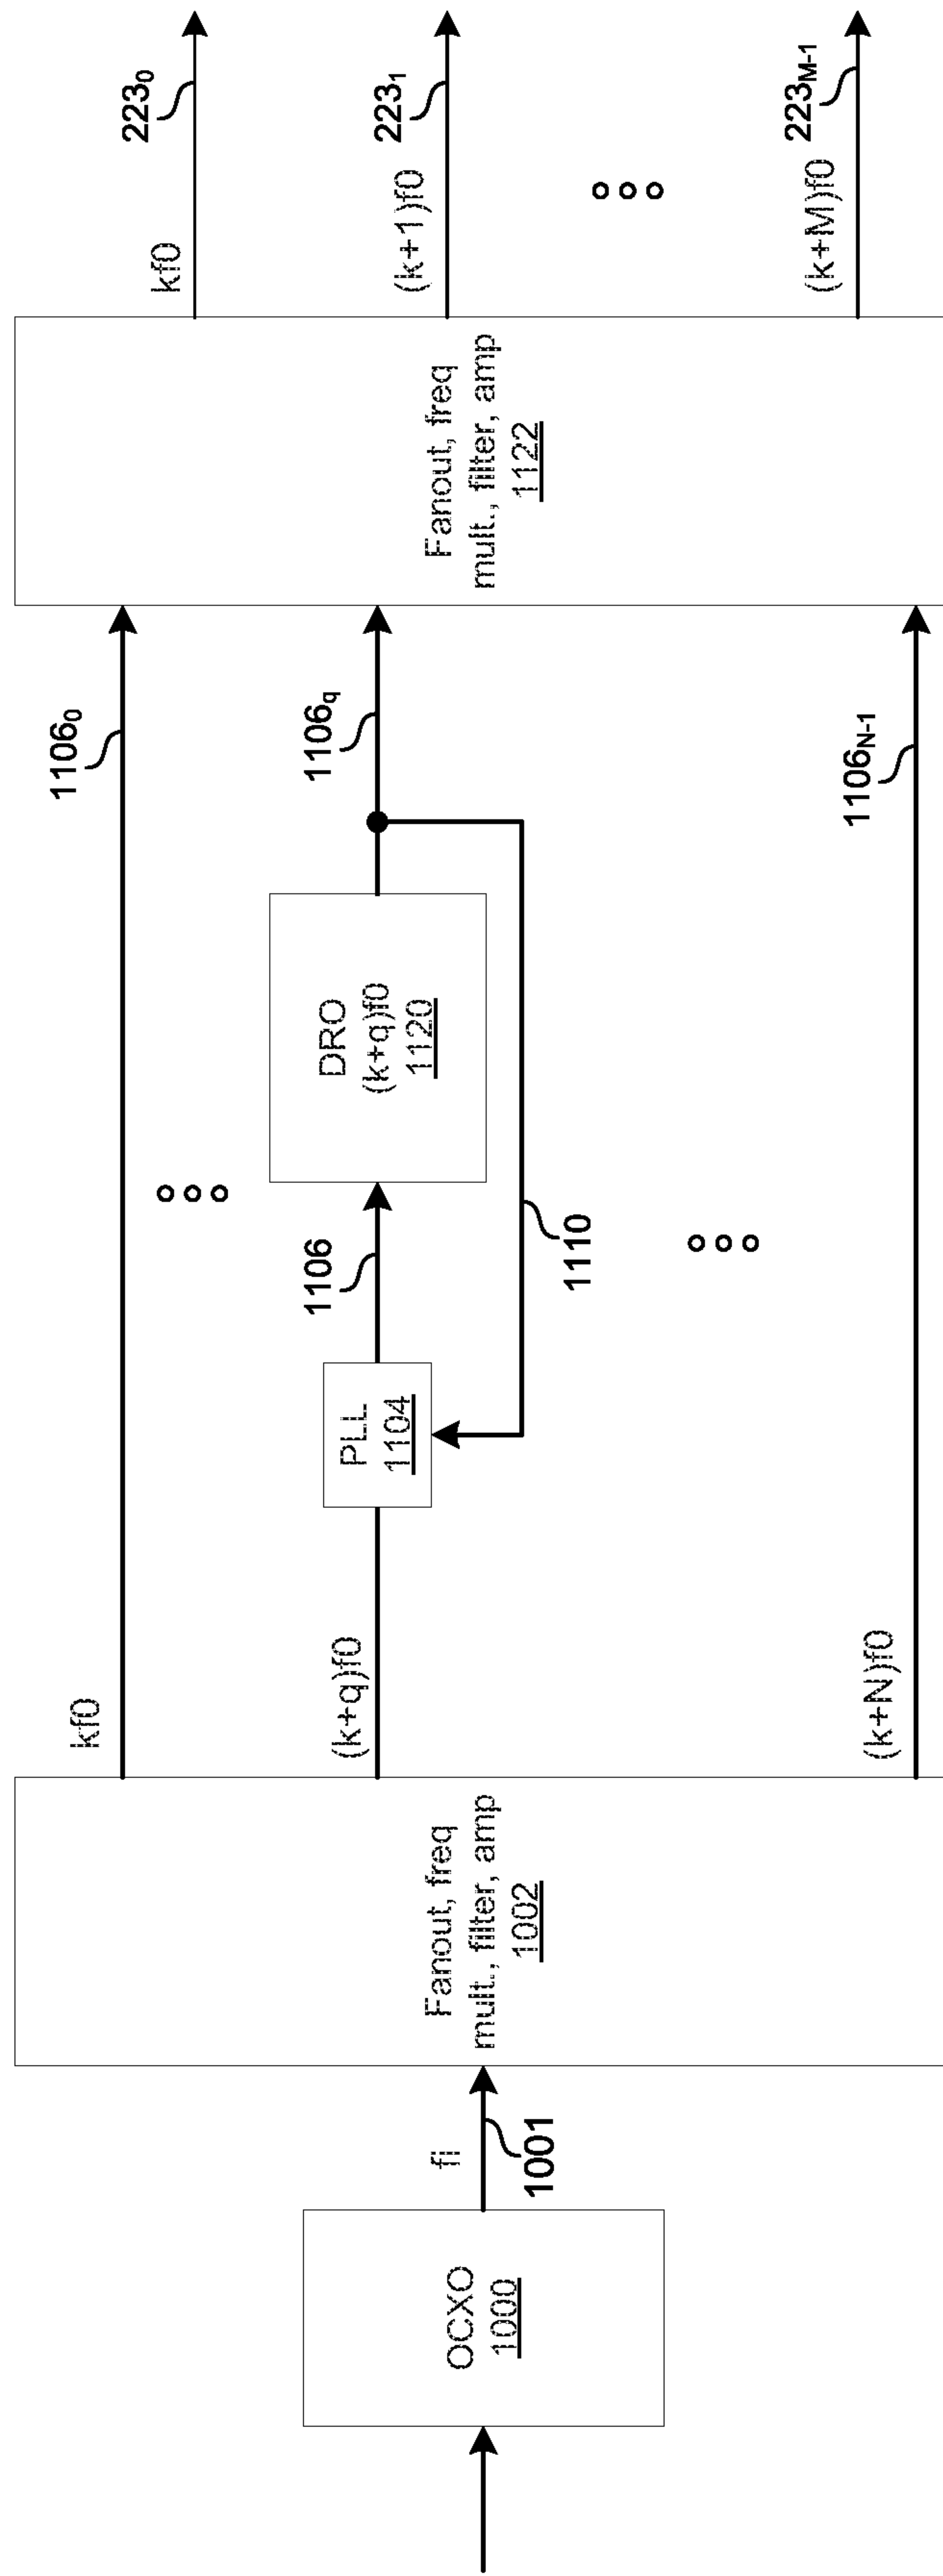 OCXO
1000
fi
1001
Fanout, freq
mult., filter, amp
1002
kf0
(k+q)f0
(k+N)f0
PLL
1104
1106
1110
DRO
(k+q)f0
1120
1106₀
1106q
1106N-1
Fanout, freq
mult., filter, amp
1122
kf0
223₀
(k+1)f0
223₁
(k+M)f0
223M-1